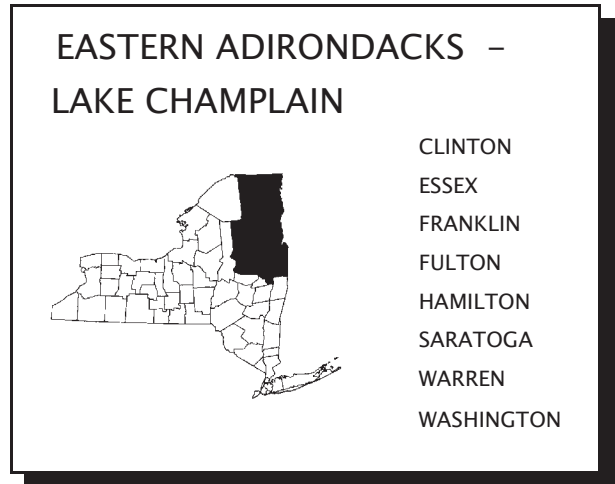 EASTERN ADIRONDACKS –
LAKE CHAMPLAIN
CLINTON
ESSEX
FRANKLIN
FULTON
HAMILTON
SARATOGA
WARREN
WASHINGTON